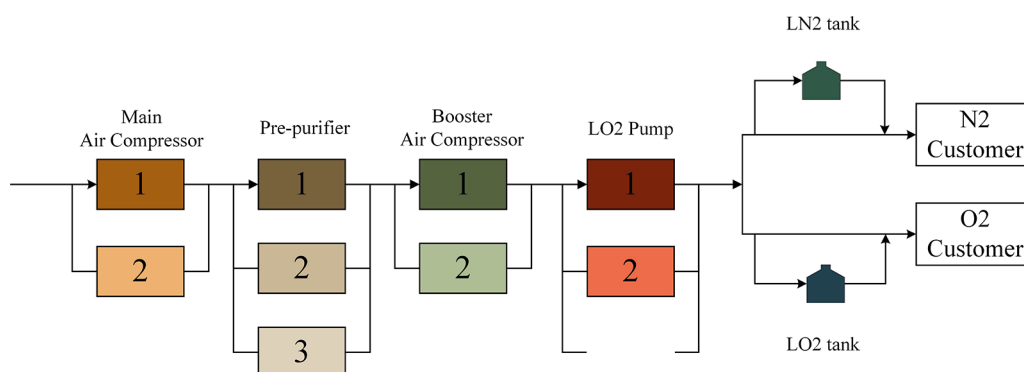 LN2 tank
Main
Air Compressor
Pre-purifier
Booster
Air Compressor
LO2 Pump
N2
Customer
1
1
1
1
2
2
2
2
O2
Customer
3
LO2 tank